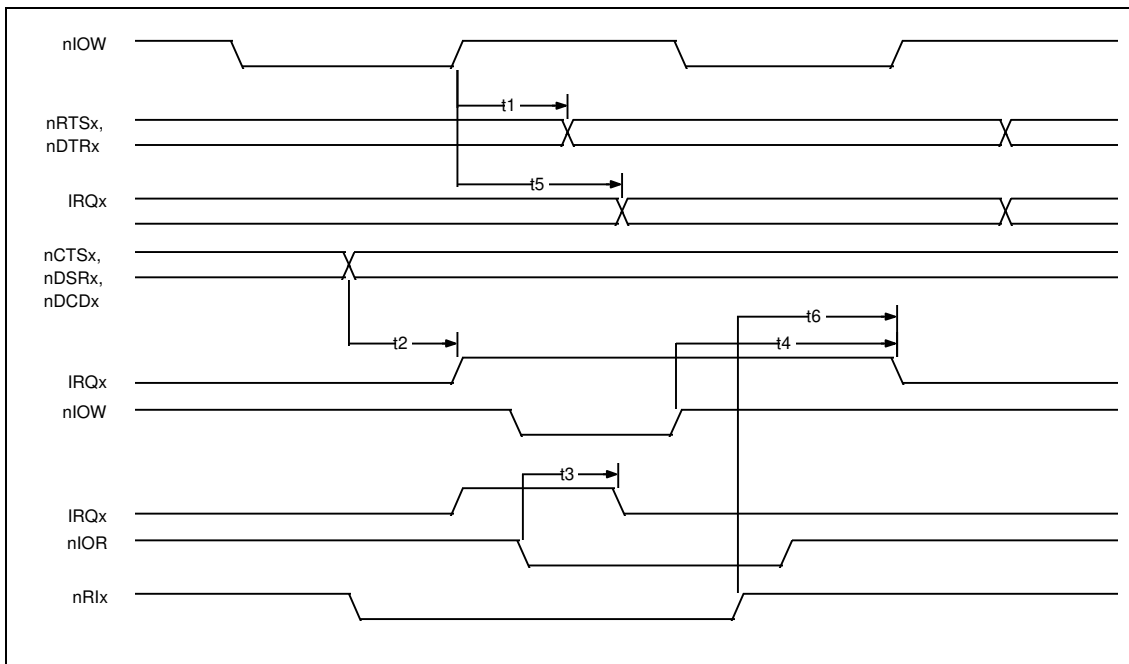 nIOW
t1
nRTSx,
nDTRx
t5
IRQx
nCTSx,
nDSRx,
nDCDx
t6
t2
t4
IRQx
nIOW
t3
IRQx
nIOR
nRIx